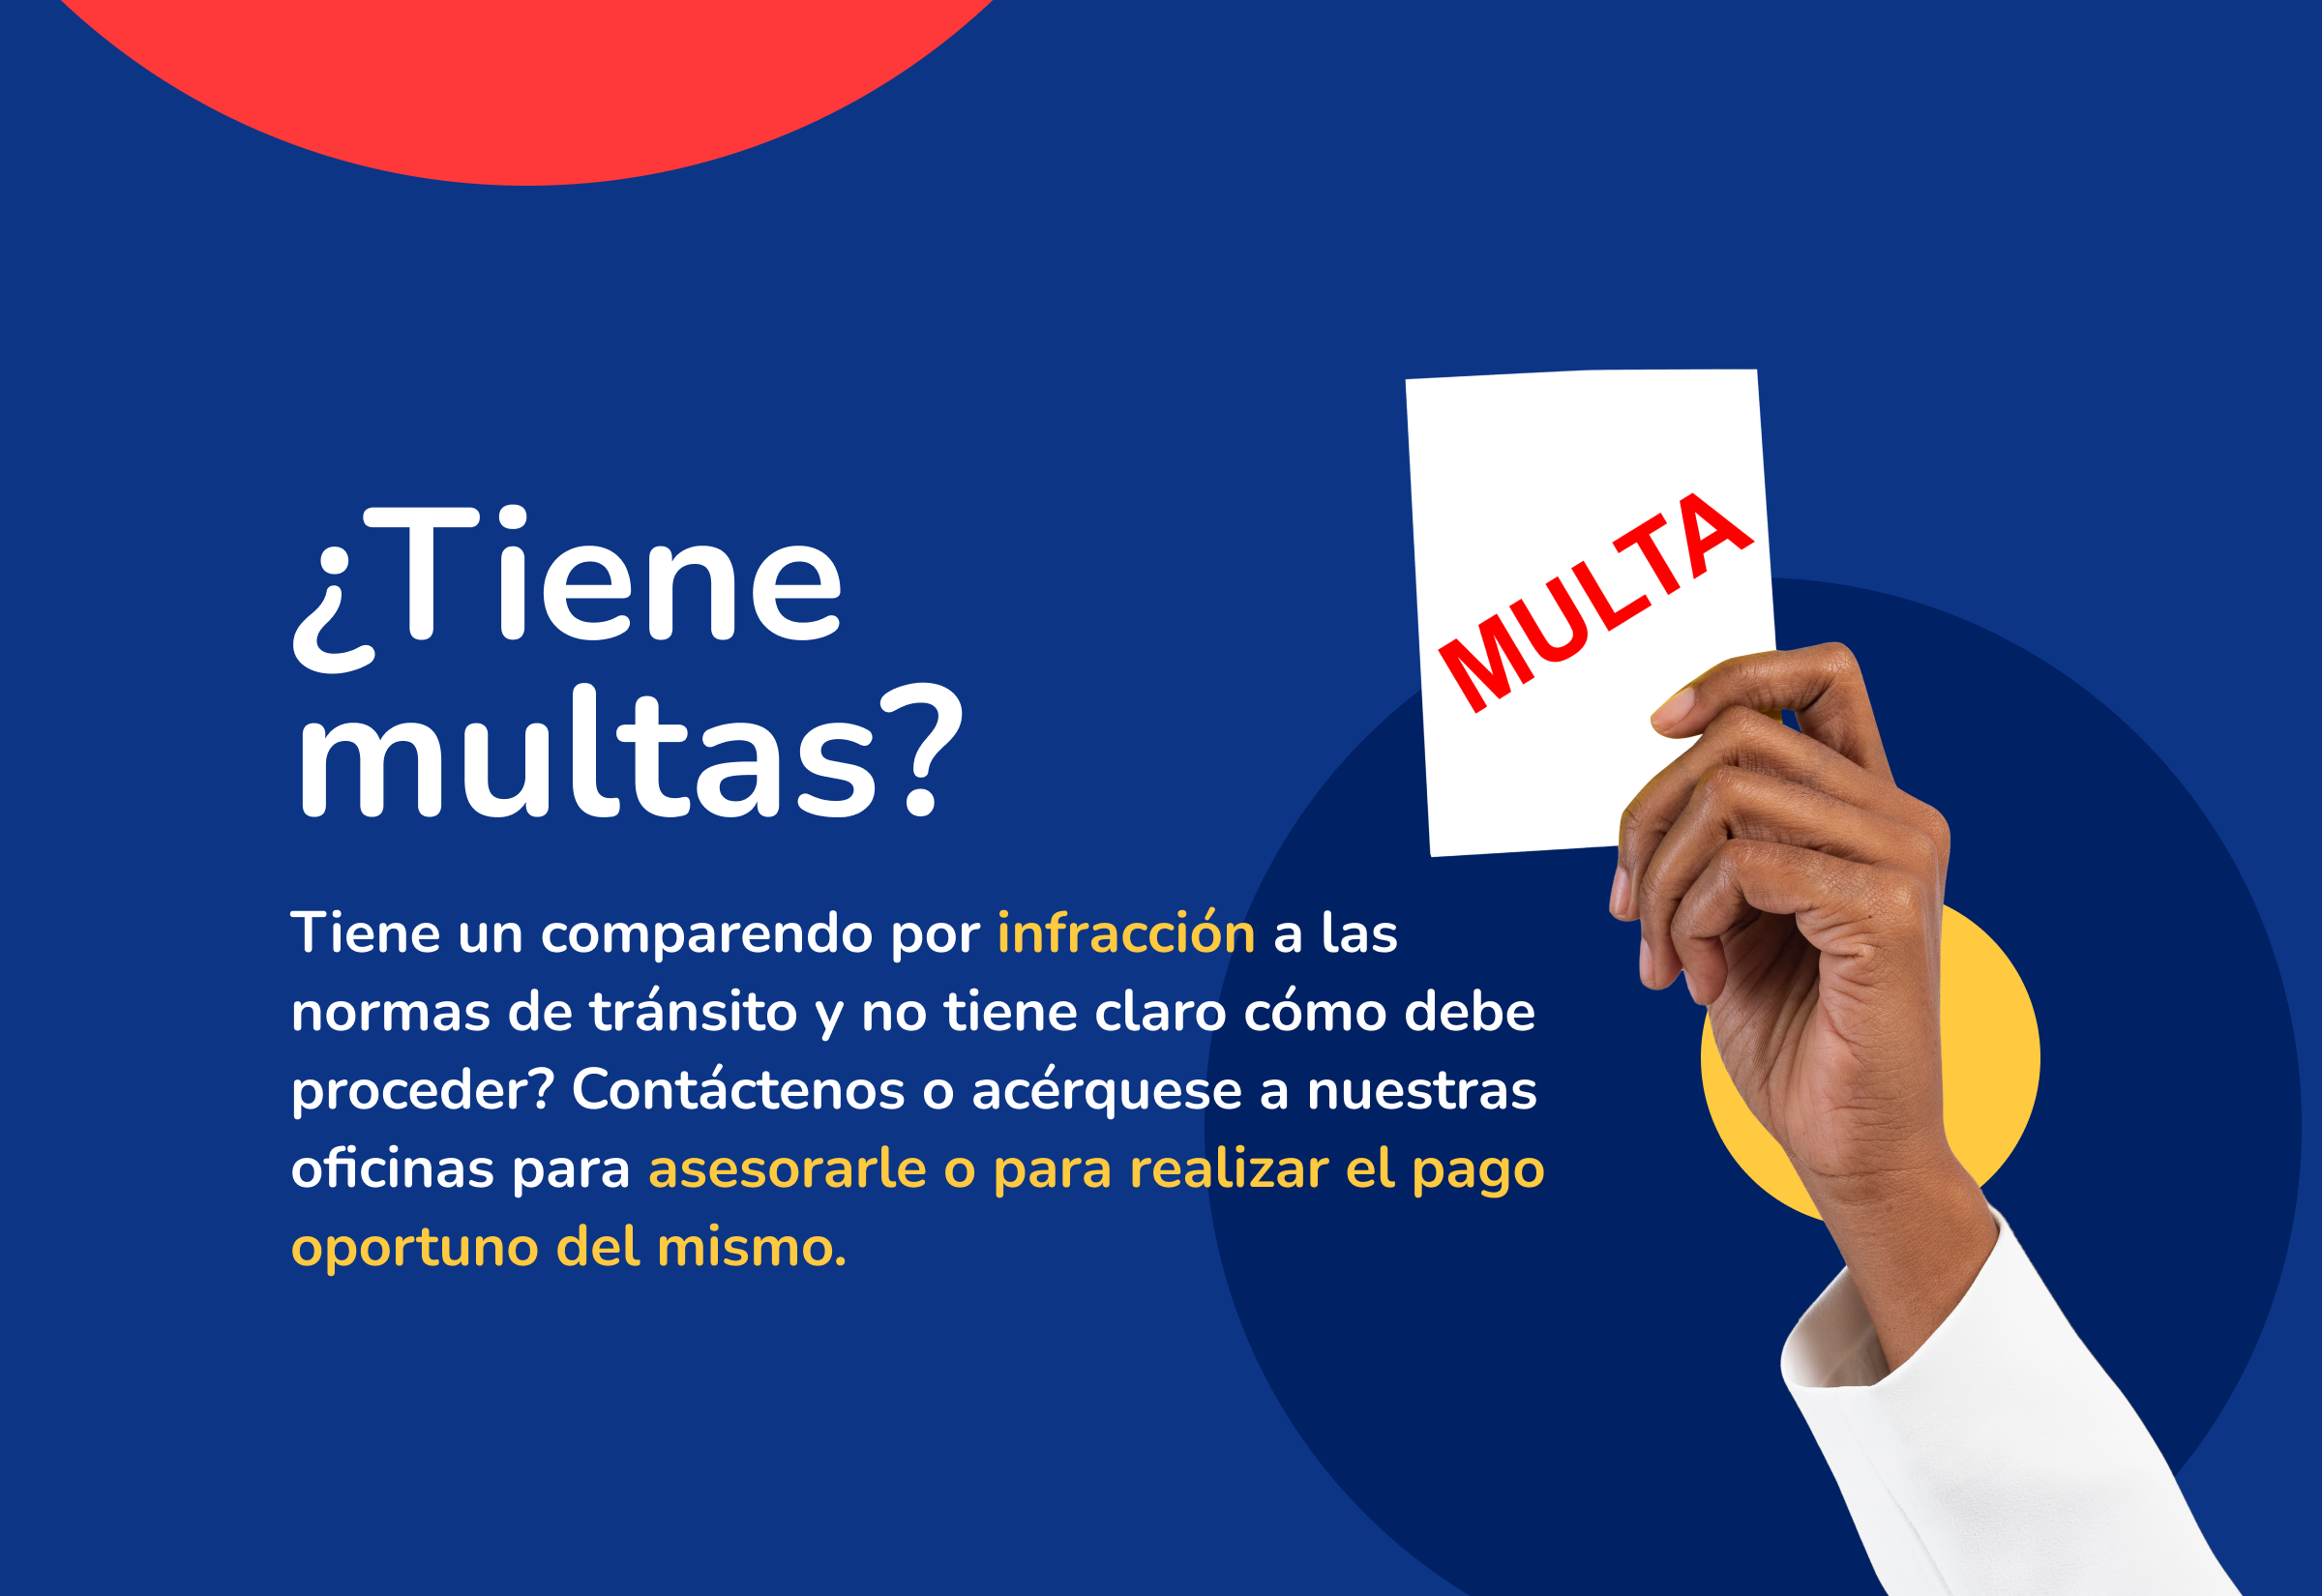 ¿Tiene
multas?
MULTA
Tiene un comparendo por infracción a las
normas de tránsito y no tiene claro cómo debe
proceder? Contáctenos o acérquese a nuestras
oficinas para asesorarle o para realizar el pago
oportuno del mismo.